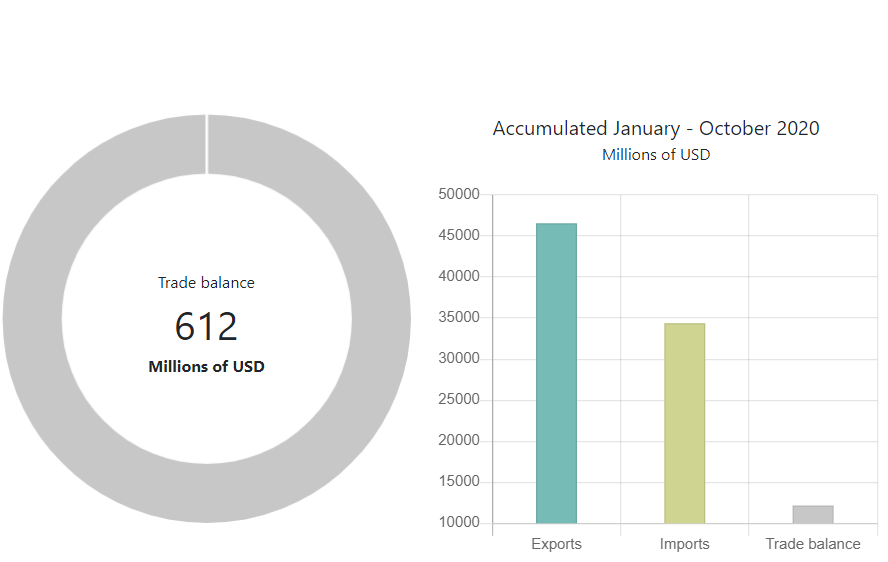 Trade balance
612
Millions of USD
Accumulated January - October 2020
Millions of USD
50000
45000
40000
35000
30000
25000
20000
15000
10000
Exports
Imports
Trade balance